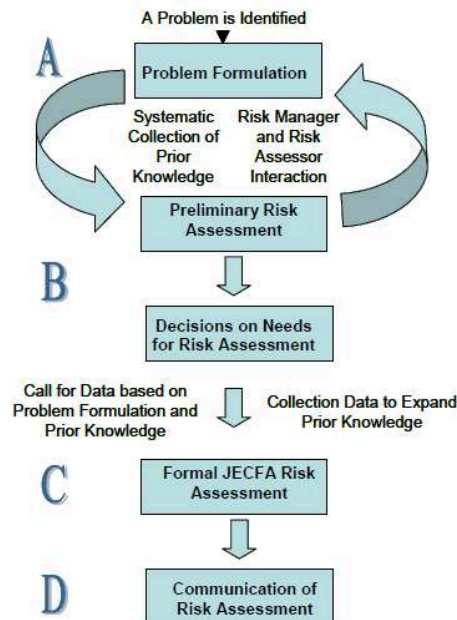 A Problem is Identified
A
Problem Formulation
Systematic
Collection of
Prior
Knowledge
Risk Manager
and Risk
Assessor
Interaction
Preliminary Risk
Assessment
B
Decisions on Needs
for Risk Assessment
Call for Data based on
Problem Formulation and
Prior Knowledge
Collection Data to Expand
Prior Knowledge
C
Formal JECFA Risk
Assessment
D
Communication of
Risk Assessment